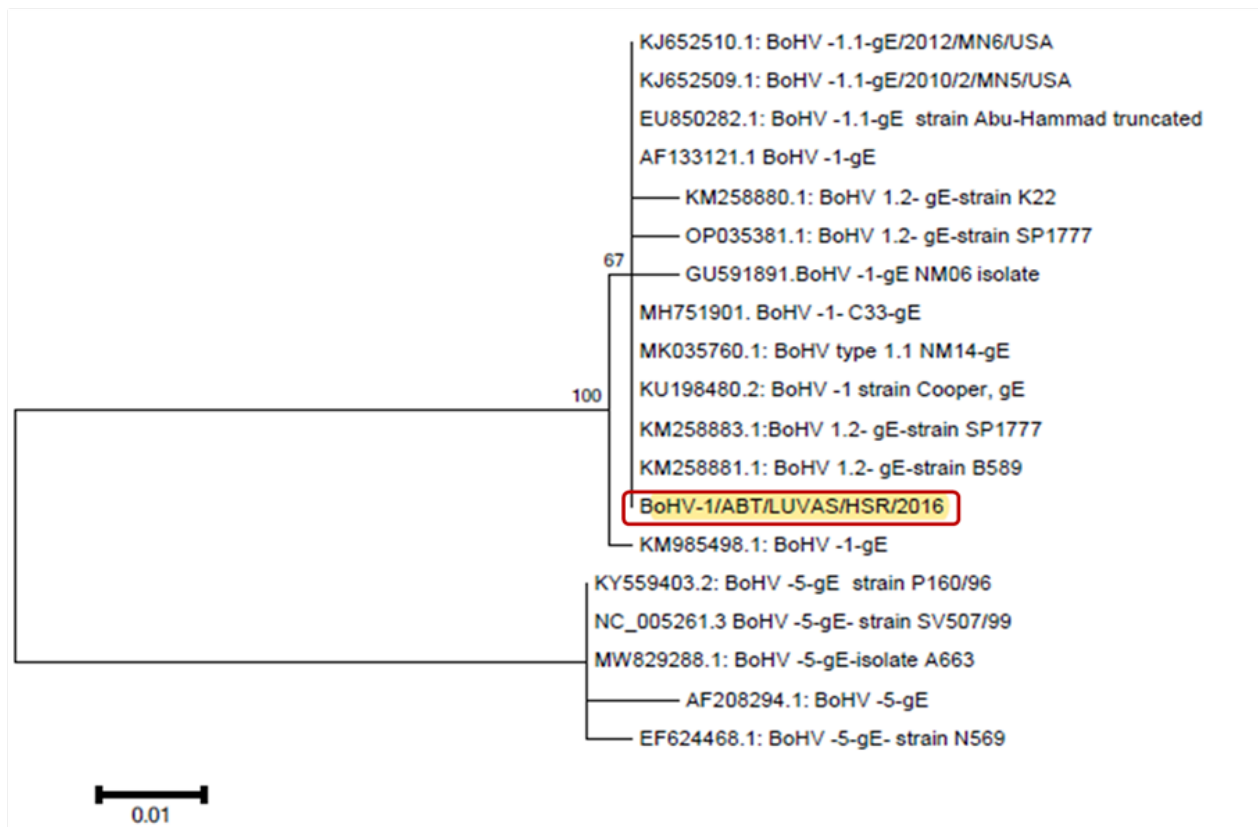 KJ652510.1: BoHV -1.1-gE/2012/MN6/USA
KJ652509.1: BoHV -1.1-gE/2010/2/MN5/USA
EU850282.1: BoHV -1.1-gE strain Abu-Hammad truncated
AF133121.1 BoHV -1-gE
KM258880.1: BoHV 1.2- gE-strain K22
OP035381.1: BoHV 1.2- gE-strain SP1777
67
GU591891.BoHV -1-gE NM06 isolate
MH751901. BoHV -1- C33-gE
MK035760.1: BoHV type 1.1 NM14-gE
100
KU198480.2: BoHV -1 strain Cooper, gE
KM258883.1:BoHV 1.2- gE-strain SP1777
KM258881.1: BoHV 1.2- gE-strain B589
BoHV-1/ABT/LUVAS/HSR/2016
KM985498.1: BoHV -1-gE
KY559403.2: BoHV -5-gE strain P160/96
NC_005261.3 BoHV -5-gE- strain SV507/99
MW829288.1: BoHV -5-gE-isolate A663
AF208294.1: BoHV -5-gE
EF624468.1: BoHV -5-gE- strain N569
0.01